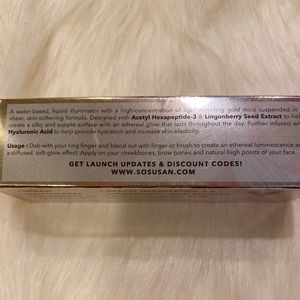 A water-based, liquid illuminator with a high-concentration of light-reflecting gold mica suspended in a
sheer, skin-softening formula. Designed with Acetyl Hexapeptide-3 & Lingonberry Seed Extract to help
create a silky and supple surface with an ethereal glow that lasts throughout the day. Further infused with
Hyaluronic Acid to help provide hydration and increase skin elasticity.
Usage : Dab with your ring finger and blend out with finger or brush to create an ethereal luminescence and
a diffused, soft-glow effect. Apply on your cheekbones, brow bones and natural high points of your face.
GET LAUNCH UPDATES & DISCOUNT CODES!
WWW.SOSUSAN.COM